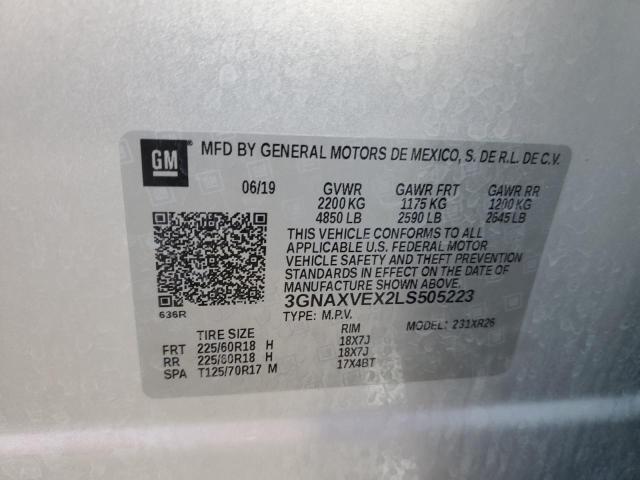 GM
MFD BY GENERAL MOTORS DE MEXICO, S. DE R.L. DE C.V.
06/19 GVWR GAWR FRT GAWR RR
2200 KG 1175 KG 1200 KG
4850 LB 2590 LB 2645 LB
THIS VEHICLE CONFORMS TO ALL
APPLICABLE U.S. FEDERAL MOTOR
VEHICLE SAFETY AND THEFT PREVENTION
STANDARDS IN EFFECT ON THE DATE OF
MANUFACTURE SHOWN ABOVE.
636R 3GNAXVEX2LS505223
TYPE: M.P.V. MODEL: 231XR26
TIRE SIZE RIM
FRT 225/60R18 H 18X7J
RR 225/60R18 H 18X7J
SPA T125/70R17 M 17X4BT